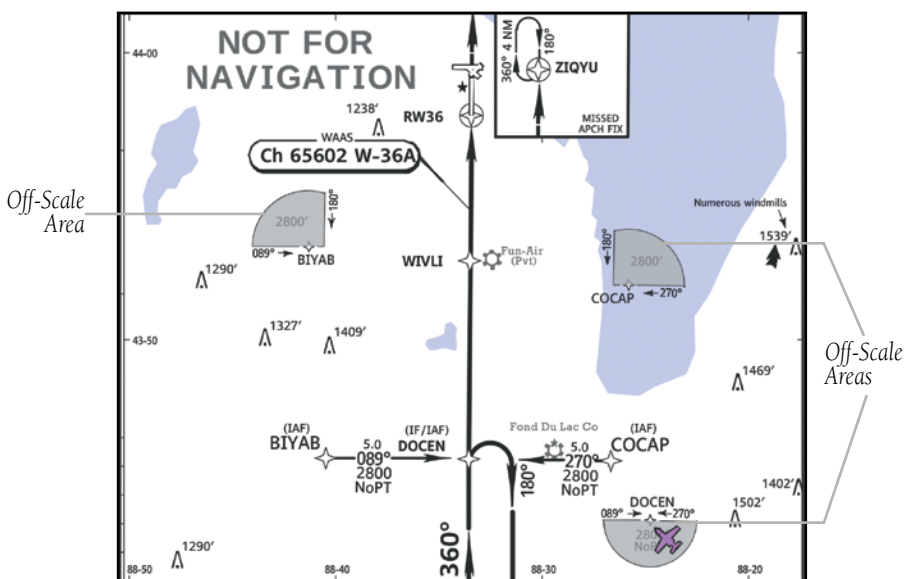 NOT FOR
NAVIGATION
44-00
1238’
RW36
360° 4 NM
180°
ZIQYU
MISSED
APCH FIX
WAAS
Ch 65602 W-36A
Off-Scale
Area
2800’
180°
089°
BIYAB
WIVLI
Fun-Air
(Pvt)
Numerous windmills
1539’
180°
2800’
COCAP
270°
1290’
1327’
1409’
43-50
Off-Scale
Areas
1469’
(IAF)
BIYAB
5.0
089°
2800
NoPT
(IF/IAF)
DOCEN
180°
Fond Du Lac Co
5.0
270°
2800
NoPT
(IAF)
COCAP
1402’
1502’
DOCEN
089°
270°
NoP
360°
1290’
88-50
88-40
88-30
88-20